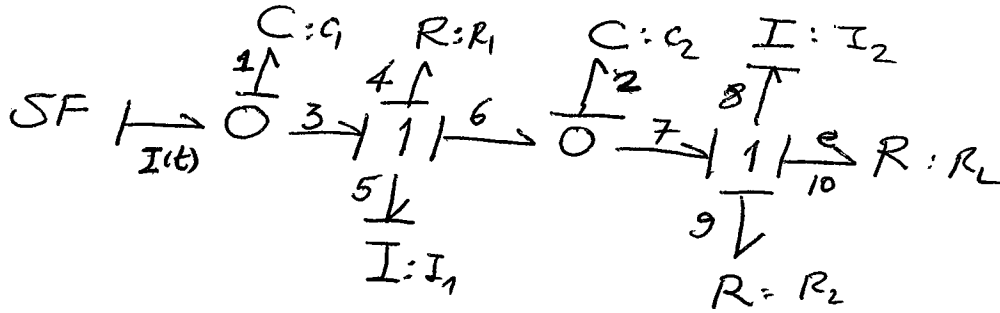 C : C₁ R : R₁ C : C₂ I : I₂
1 4 2 8
SF I(t) 0 3 1 6 0 7 1 e 10 R : R_L
5 9
I : I₁ R : R₂